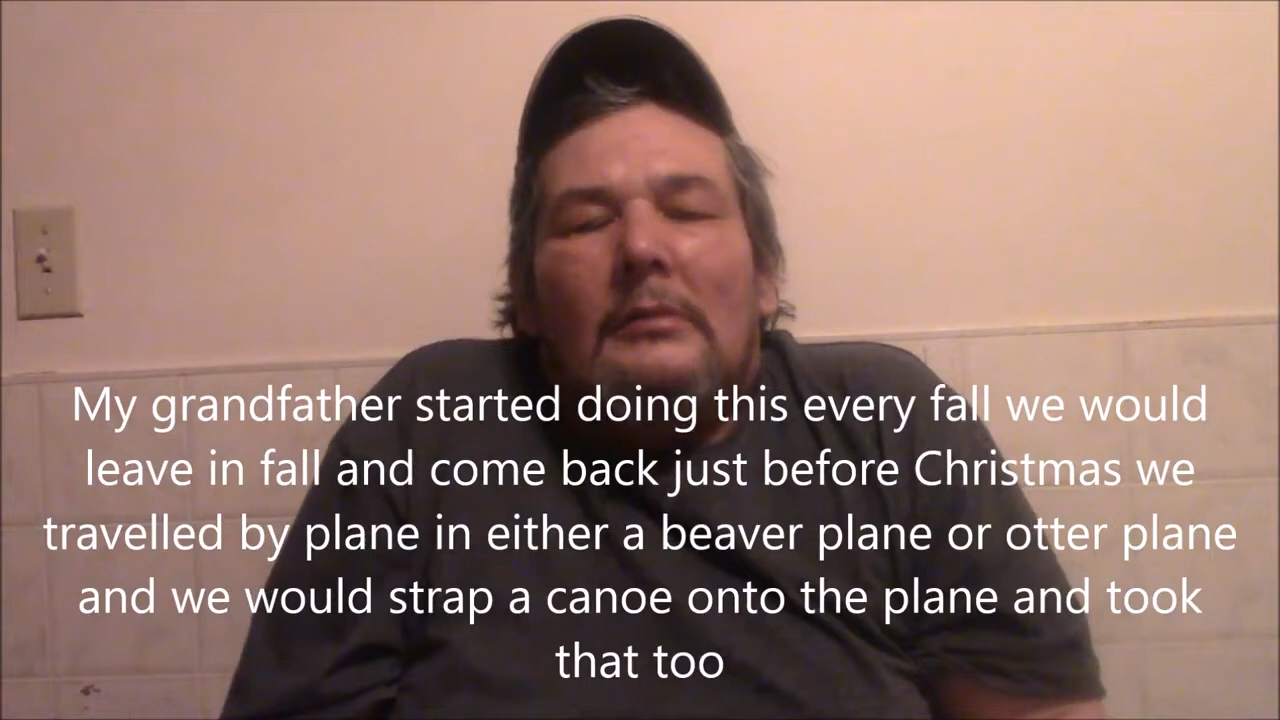 My grandfather started doing this every fall we would
leave in fall and come back just before Christmas we
travelled by plane in either a beaver plane or otter plane
and we would strap a canoe onto the plane and took
that too